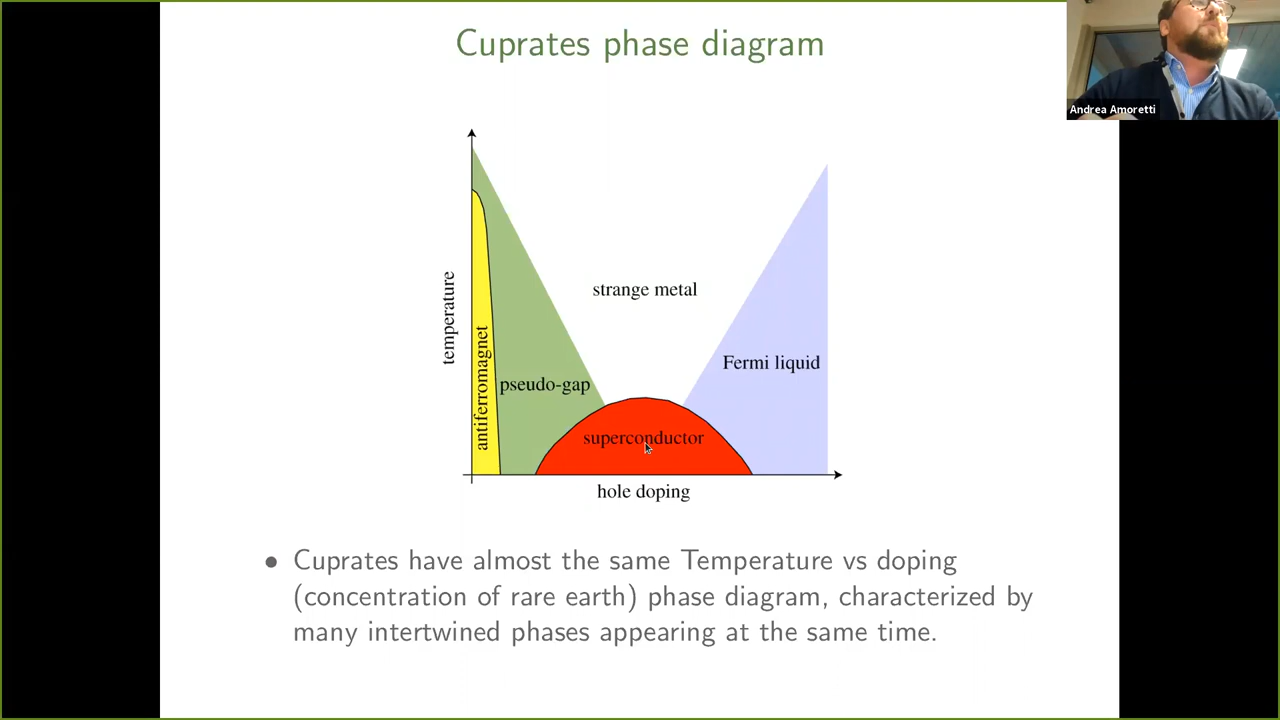 Cuprates phase diagram
Andrea Amoretti
temperature
antiferromagnet
pseudo-gap
strange metal
Fermi liquid
superconductor
hole doping
• Cuprates have almost the same Temperature vs doping
(concentration of rare earth) phase diagram, characterized by
many intertwined phases appearing at the same time.